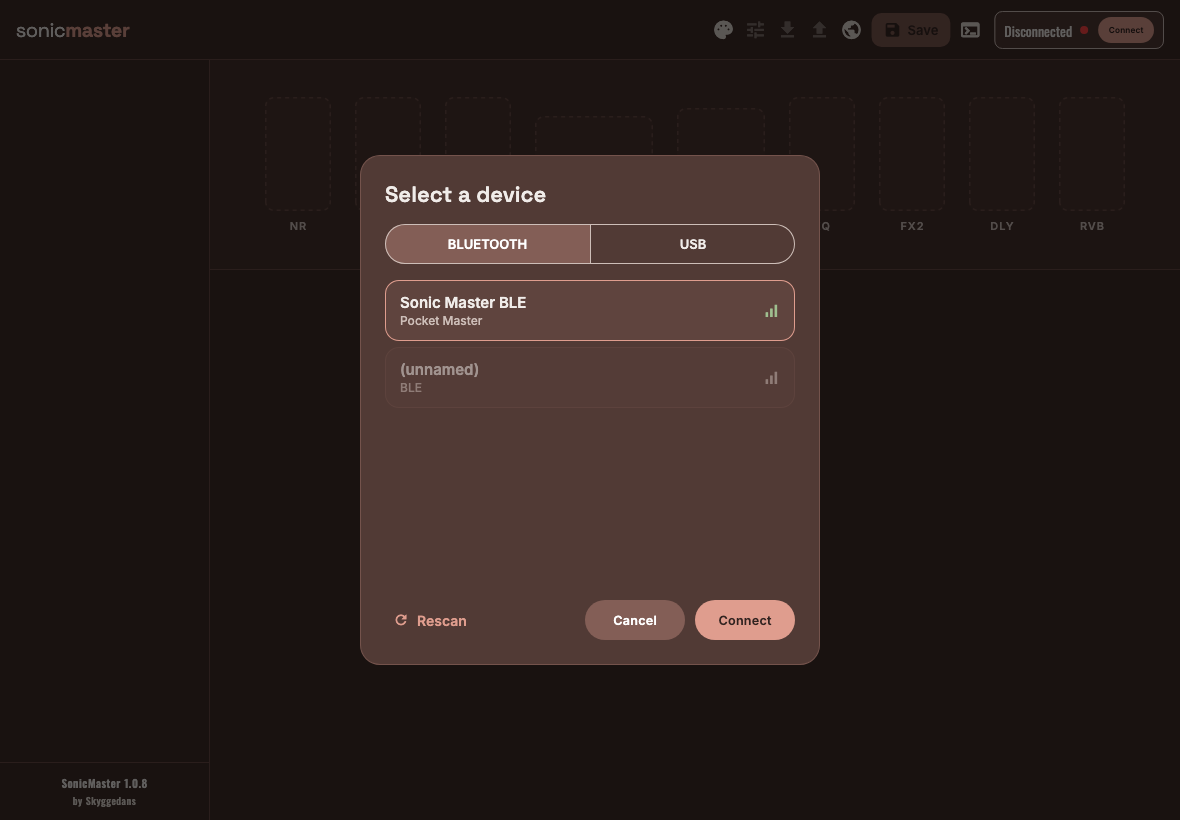 sonicmaster
Save
Disconnected
Connect
NR
Q
FX2
DLY
RVB
Select a device
BLUETOOTH
USB
Sonic Master BLE
Pocket Master
(unnamed)
BLE
Rescan
Cancel
Connect
SonicMaster 1.0.8
by Skyggedans